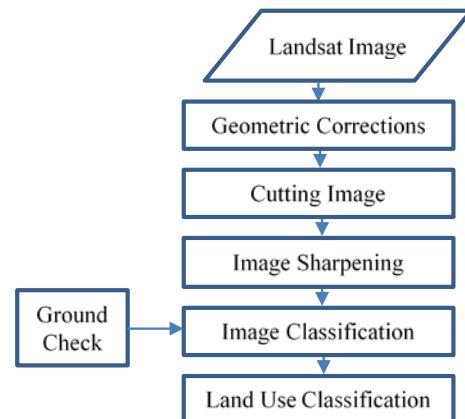 Landsat Image
Geometric Corrections
Cutting Image
Image Sharpening
Ground
Check
Image Classification
Land Use Classification